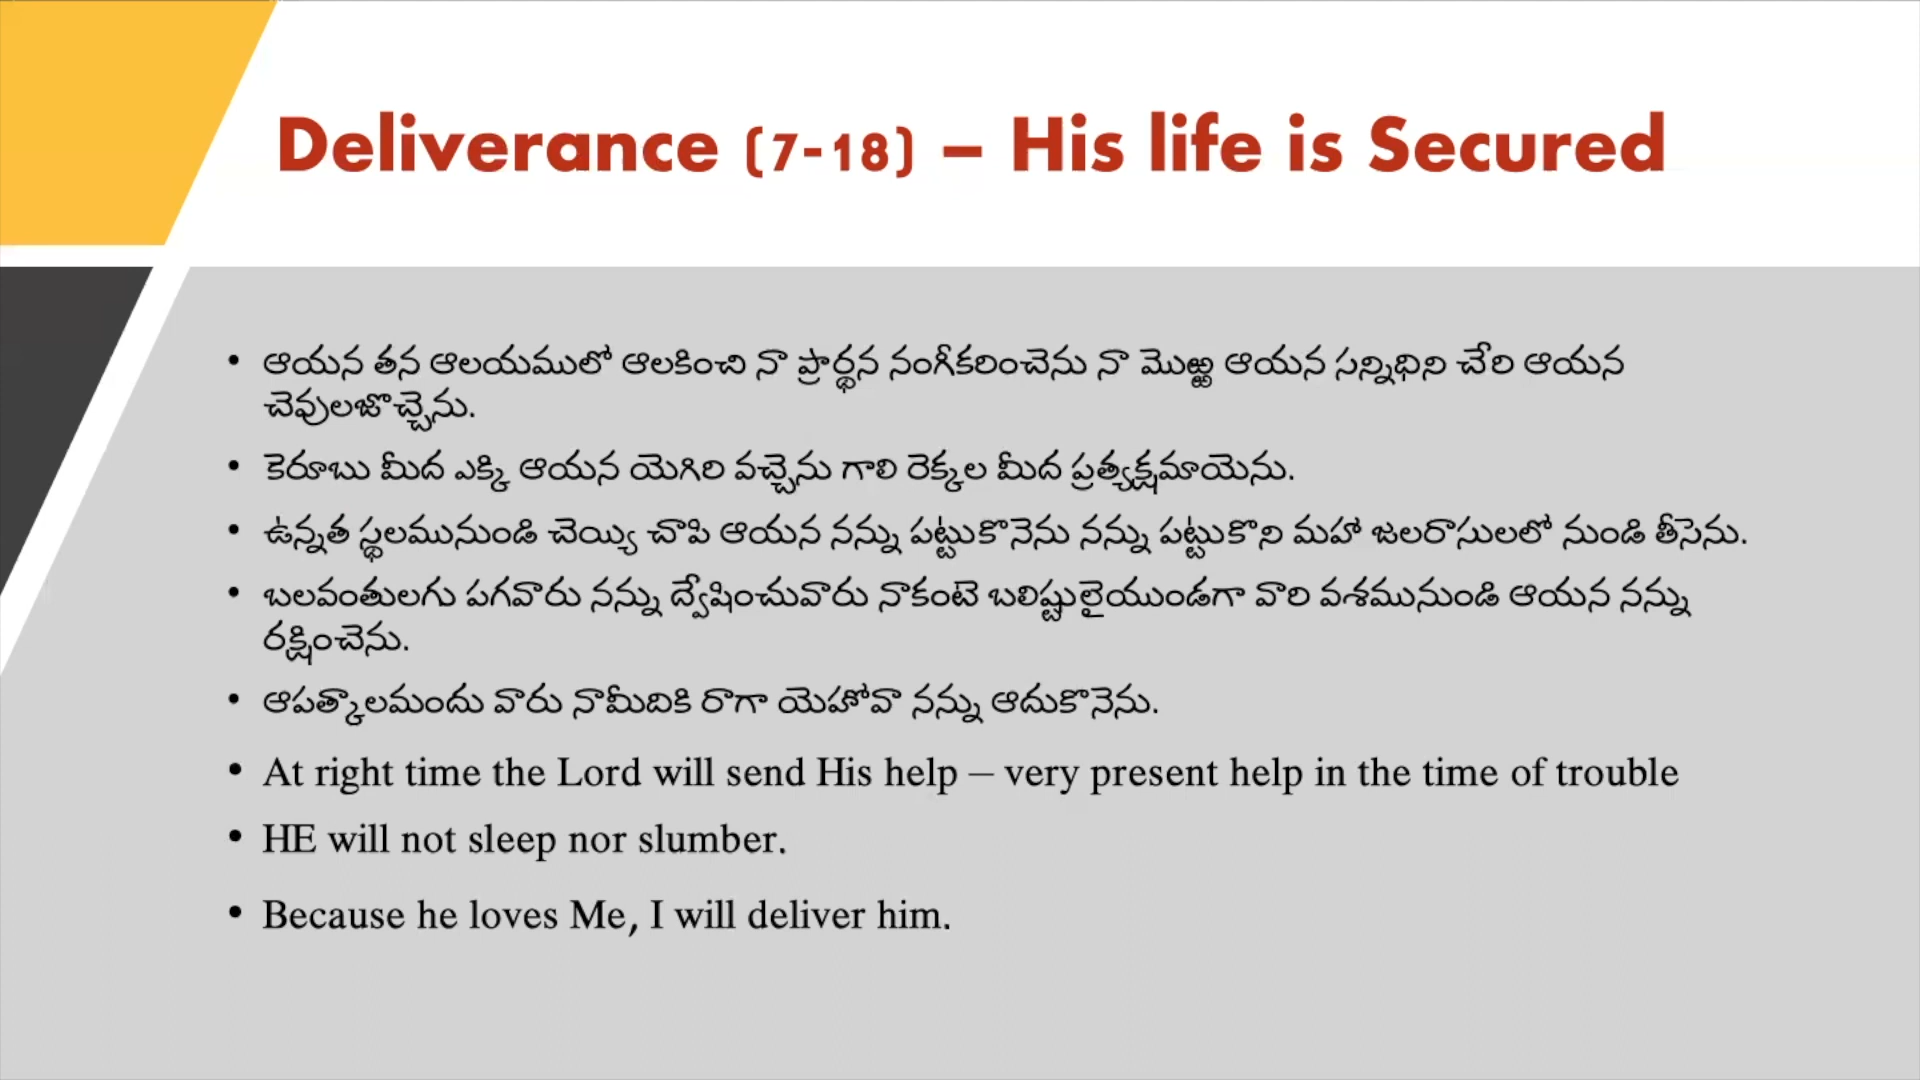 Deliverance (7-18) – His life is Secured
• ఆయన తన ఆలయములో ఆలకించి నా ప్రార్థన నంగీకరించెను నా మొఱ్ఱ ఆయన సన్నిధిని చేరి ఆయన
చెవులజొచ్చెను.
• కెరూబు మీద ఎక్కి ఆయన యెగిరి వచ్చెను గాలి రెక్కల మీద ప్రత్యక్షమాయెను.
• ఉన్నత స్థలమునుండి చెయ్యి చాపి ఆయన నన్ను పట్టుకొనెను నన్ను పట్టుకొని మహా జలరాసులలో నుండి తీసెను.
• బలవంతులగు పగవారు నన్ను ద్వేషించువారు నాకంటె బలిష్టులైయుండగా వారి వశమునుండి ఆయన నన్ను
రక్షించెను.
• ఆపత్కాలమందు వారు నామీదికి రాగా యెహోవా నన్ను ఆదుకొనెను.
• At right time the Lord will send His help – very present help in the time of trouble
• HE will not sleep nor slumber.
• Because he loves Me, I will deliver him.